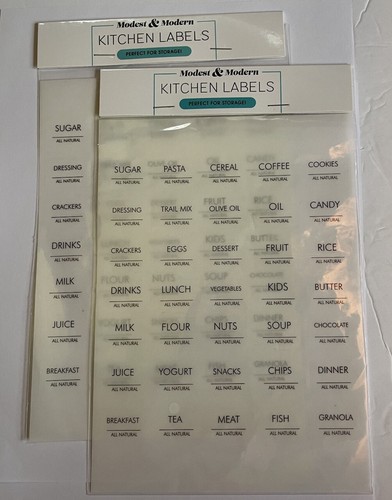 Modest & Modern
KITCHEN LABELS
PERFECT FOR STORAGE!
SUGAR
ALL NATURAL
DRESSING
ALL NATURAL
CRACKERS
ALL NATURAL
DRINKS
ALL NATURAL
MILK
ALL NATURAL
JUICE
ALL NATURAL
BREAKFAST
ALL NATURAL
Modest & Modern
KITCHEN LABELS
PERFECT FOR STORAGE!
SUGAR PASTA CEREAL COFFEE COOKIES
ALL NATURAL ALL NATURAL ALL NATURAL ALL NATURAL ALL NATURAL
DRESSING TRAIL MIX OLIVE OIL OIL CANDY
ALL NATURAL ALL NATURAL ALL NATURAL ALL NATURAL ALL NATURAL
CRACKERS EGGS DESSERT FRUIT RICE
ALL NATURAL ALL NATURAL ALL NATURAL ALL NATURAL ALL NATURAL
DRINKS LUNCH VEGETABLES KIDS BUTTER
ALL NATURAL ALL NATURAL ALL NATURAL ALL NATURAL ALL NATURAL
MILK FLOUR NUTS SOUP CHOCOLATE
ALL NATURAL ALL NATURAL ALL NATURAL ALL NATURAL ALL NATURAL
JUICE YOGURT SNACKS CHIPS DINNER
ALL NATURAL ALL NATURAL ALL NATURAL ALL NATURAL ALL NATURAL
BREAKFAST TEA MEAT FISH GRANOLA
ALL NATURAL ALL NATURAL ALL NATURAL ALL NATURAL ALL NATURAL